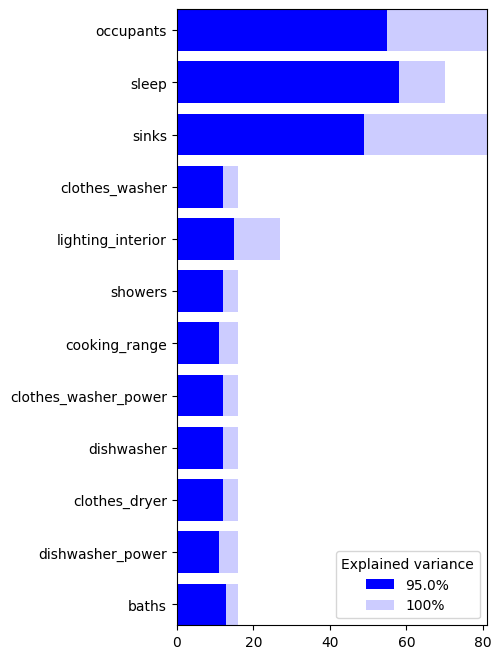 occupants
sleep
sinks
clothes_washer
lighting_interior
showers
cooking_range
clothes_washer_power
dishwasher
clothes_dryer
dishwasher_power
baths
Explained variance
95.0%
100%
0 20 40 60 80